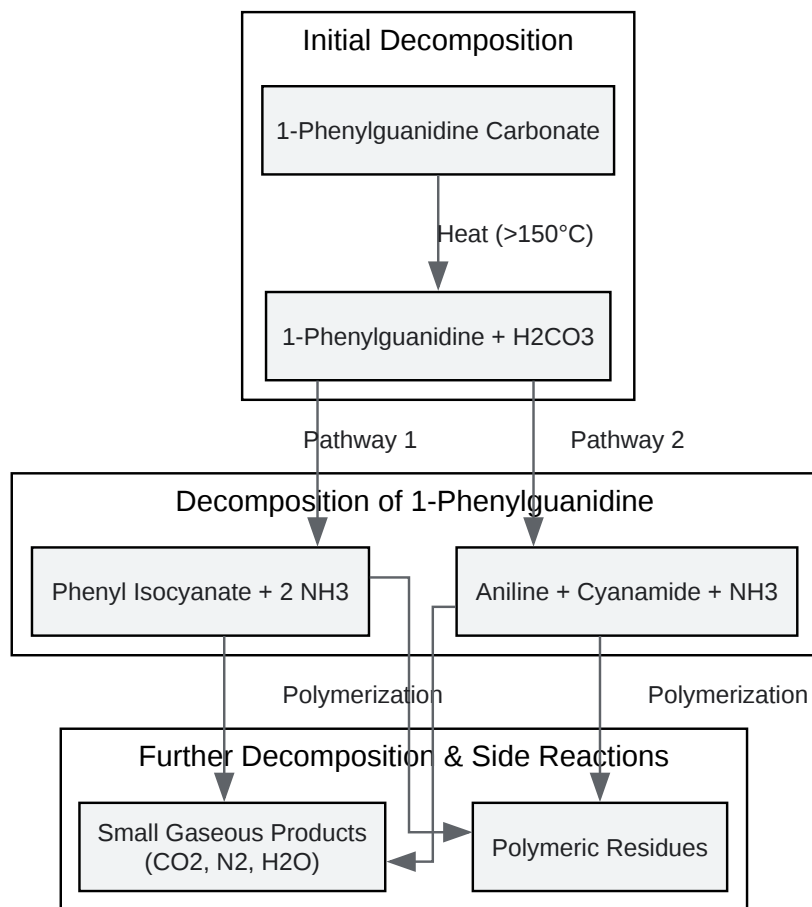 Initial Decomposition
1-Phenylguanidine Carbonate
Heat (>150°C)
1-Phenylguanidine + H2CO3
Pathway 1
Pathway 2
Decomposition of 1-Phenylguanidine
Phenyl Isocyanate + 2 NH3
Aniline + Cyanamide + NH3
Polymerization
Polymerization
Further Decomposition & Side Reactions
Small Gaseous Products
(CO2, N2, H2O)
Polymeric Residues